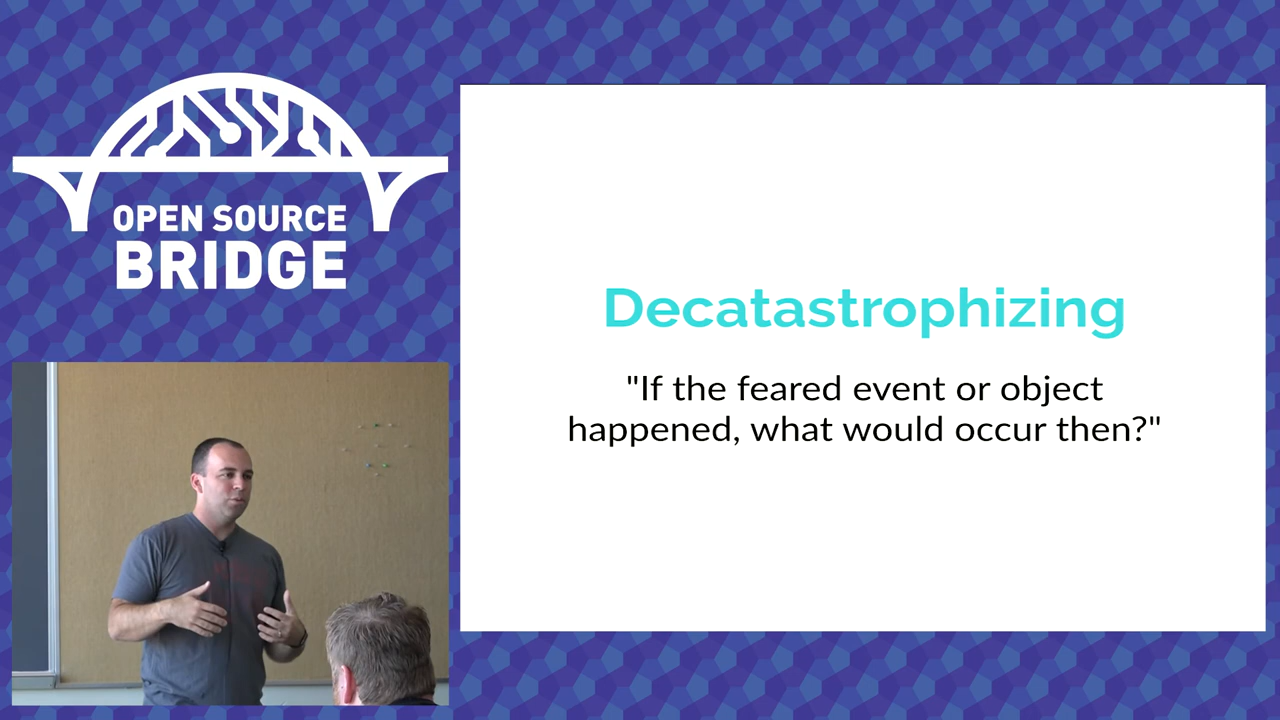 OPEN SOURCE
BRIDGE
Decatastrophizing
"If the feared event or object
happened, what would occur then?"